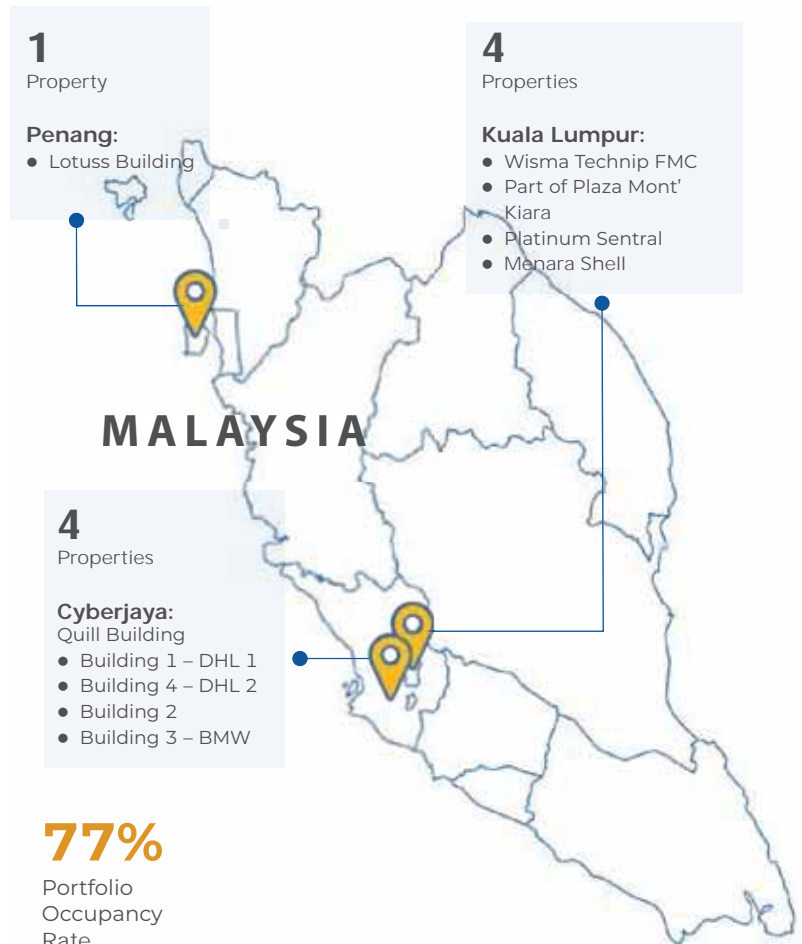 1
Property
Penang:
● Lotuss Building
4
Properties
Kuala Lumpur:
● Wisma Technip FMC
● Part of Plaza Mont'
Kiara
● Platinum Sentral
● Menara Shell
MALAYSIA
4
Properties
Cyberjaya:
Quill Building
● Building 1 – DHL 1
● Building 4 – DHL 2
● Building 2
● Building 3 – BMW
77%
Portfolio
Occupancy
Rate